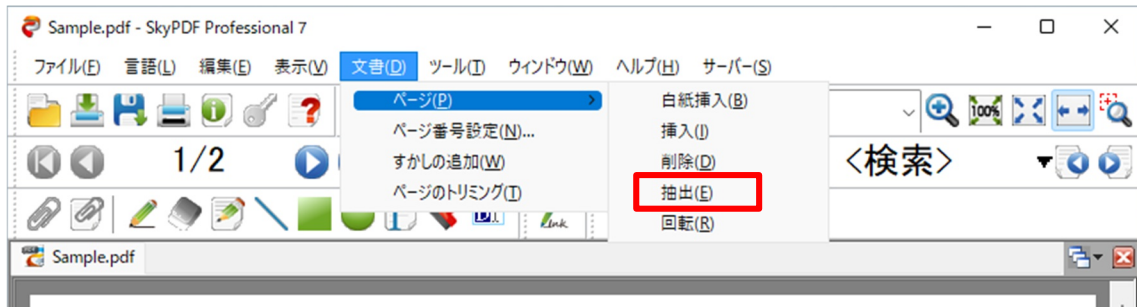 Sample.pdf - SkyPDF Professional 7
ファイル(F) 言語(L) 編集(E) 表示(V) 文書(D) ツール(T) ウィンドウ(W) ヘルプ(H) サーバー(S)
ページ(P)
ページ番号設定(N)...
すかしの追加(W)
ページのトリミング(T)
白紙挿入(B)
挿入(I)
削除(D)
抽出(E)
回転(R)
100%
1/2
<検索>
Link
Sample.pdf